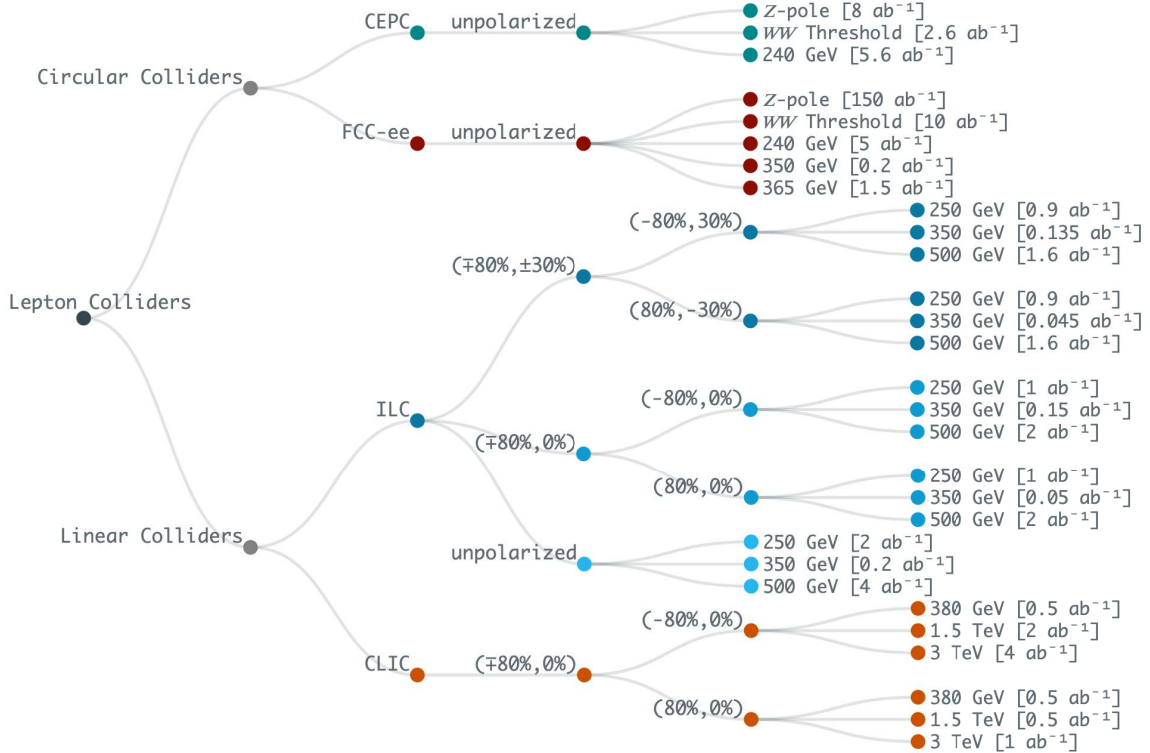 CEPC
unpolarized
Z-pole [8 ab⁻¹]
WW Threshold [2.6 ab⁻¹]
240 GeV [5.6 ab⁻¹]
Circular Colliders
FCC-ee
unpolarized
Z-pole [150 ab⁻¹]
WW Threshold [10 ab⁻¹]
240 GeV [5 ab⁻¹]
350 GeV [0.2 ab⁻¹]
365 GeV [1.5 ab⁻¹]
Lepton Colliders
(∓80%,±30%)
(-80%,30%)
250 GeV [0.9 ab⁻¹]
350 GeV [0.135 ab⁻¹]
500 GeV [1.6 ab⁻¹]
(80%,-30%)
250 GeV [0.9 ab⁻¹]
350 GeV [0.045 ab⁻¹]
500 GeV [1.6 ab⁻¹]
ILC
(∓80%,0%)
(-80%,0%)
250 GeV [1 ab⁻¹]
350 GeV [0.15 ab⁻¹]
500 GeV [2 ab⁻¹]
(80%,0%)
250 GeV [1 ab⁻¹]
350 GeV [0.05 ab⁻¹]
500 GeV [2 ab⁻¹]
Linear Colliders
unpolarized
250 GeV [2 ab⁻¹]
350 GeV [0.2 ab⁻¹]
500 GeV [4 ab⁻¹]
CLIC
(∓80%,0%)
(-80%,0%)
380 GeV [0.5 ab⁻¹]
1.5 TeV [2 ab⁻¹]
3 TeV [4 ab⁻¹]
(80%,0%)
380 GeV [0.5 ab⁻¹]
1.5 TeV [0.5 ab⁻¹]
3 TeV [1 ab⁻¹]